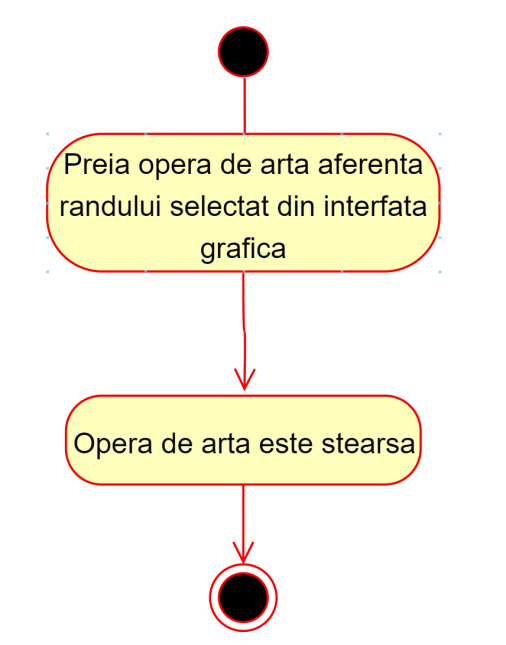 Preia opera de arta aferenta
randului selectat din interfata
grafica
Opera de arta este stearsa